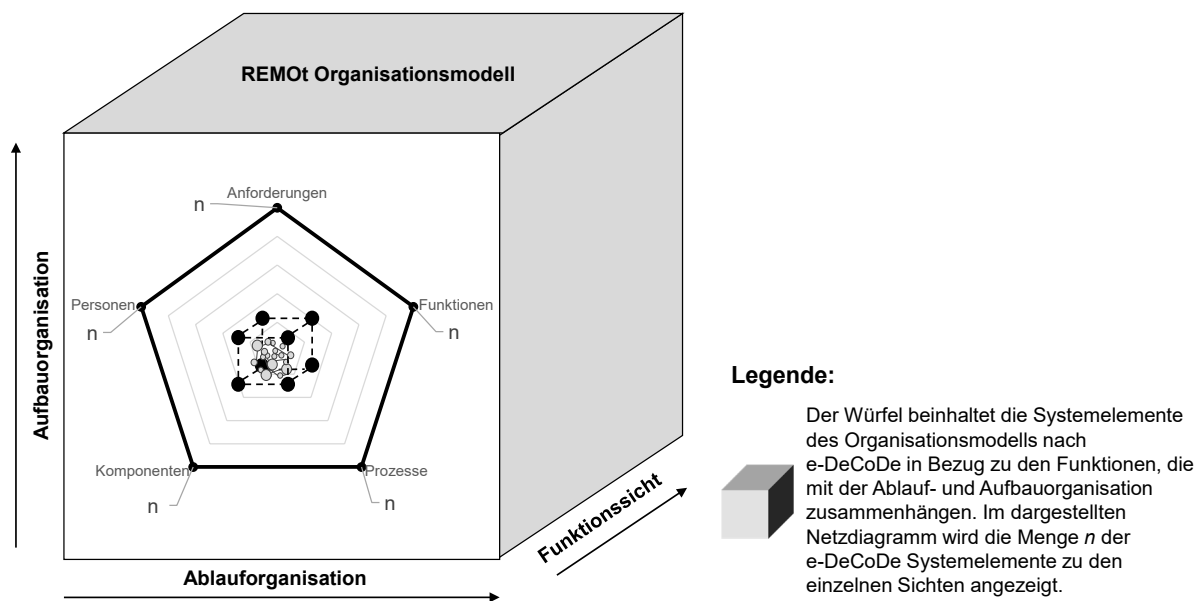 REMOt Organisationsmodell
Aufbauorganisation
Anforderungen
n
Personen
n
Funktionen
n
Komponenten
n
Prozesse
n
Ablauforganisation
Funktionssicht
Legende:
Der Würfel beinhaltet die Systemelemente
des Organisationsmodells nach
e-DeCoDe in Bezug zu den Funktionen, die
mit der Ablauf- und Aufbauorganisation
zusammenhängen. Im dargestellten
Netzdiagramm wird die Menge n der
e-DeCoDe Systemelemente zu den
einzelnen Sichten angezeigt.